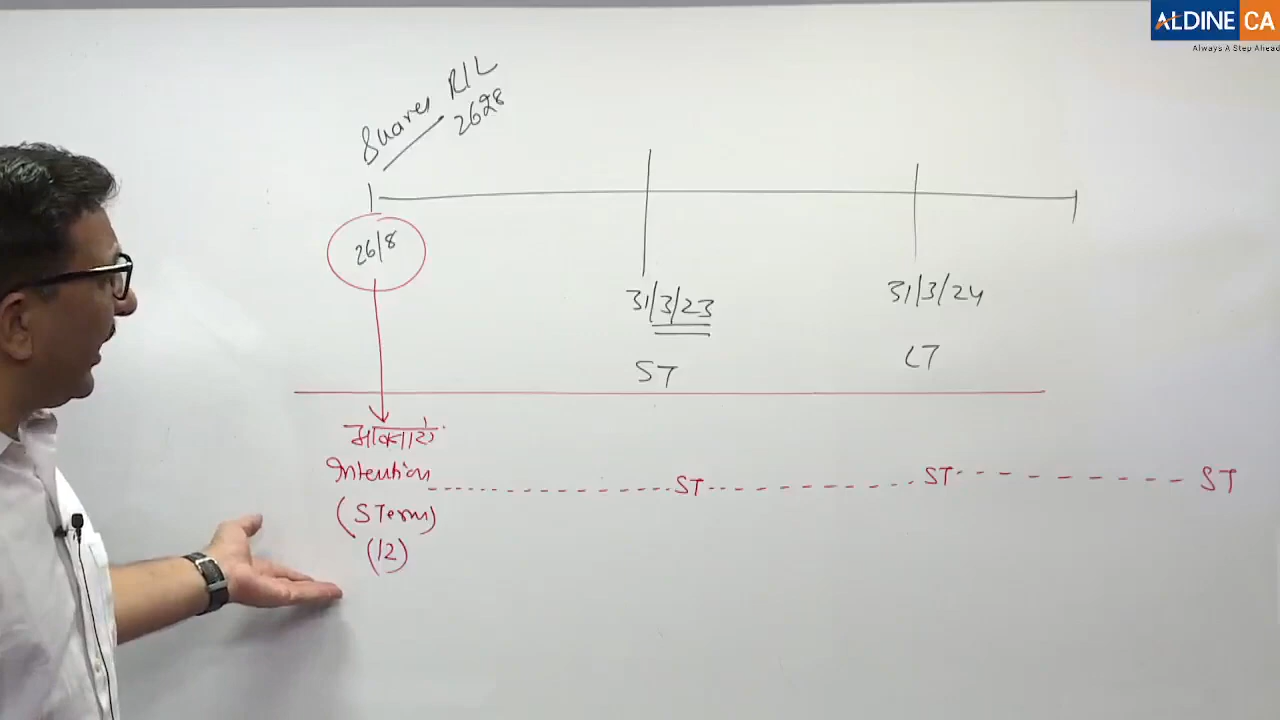 ALDINE CA
Always A Step Ahead
Shares RIL
2628
26/8
31/3/23
31/3/24
ST
LT
Intention
ST
ST
ST
(STerm)
(12)